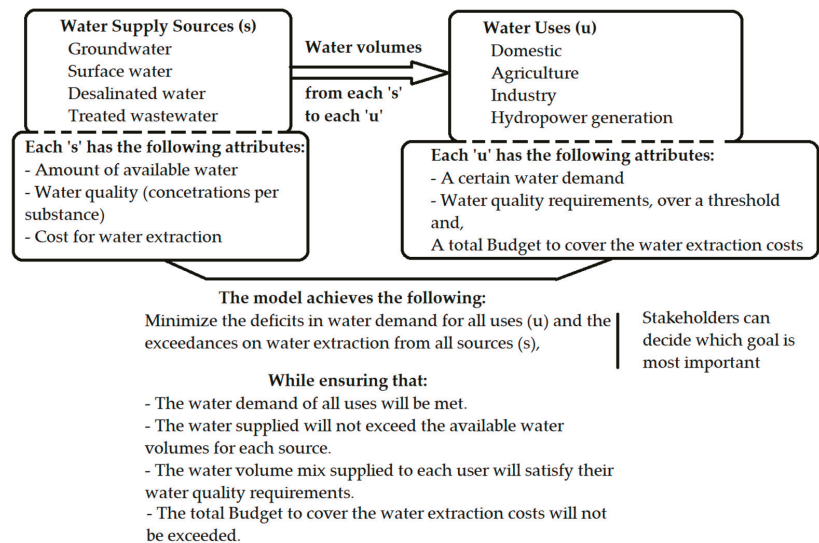 Water Supply Sources (s)
Groundwater
Surface water
Desalinated water
Treated wastewater
Each 's' has the following attributes:
- Amount of available water
- Water quality (concetrations per
substance)
- Cost for water extraction
Water volumes
from each 's'
to each 'u'
Water Uses (u)
Domestic
Agriculture
Industry
Hydropower generation
Each 'u' has the following attributes:
- A certain water demand
- Water quality requirements, over a threshold
and,
A total Budget to cover the water extraction costs
The model achieves the following:
Minimize the deficits in water demand for all uses (u) and the
exceedances on water extraction from all sources (s),
Stakeholders can
decide which goal is
most important
While ensuring that:
- The water demand of all uses will be met.
- The water supplied will not exceed the available water
volumes for each source.
- The water volume mix supplied to each user will satisfy their
water quality requirements.
- The total Budget to cover the water extraction costs will not
be exceeded.